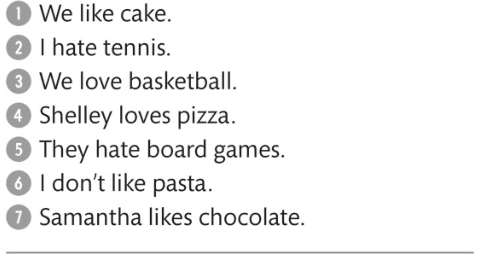 1 We like cake.
2 I hate tennis.
3 We love basketball.
4 Shelley loves pizza.
5 They hate board games.
6 I don't like pasta.
7 Samantha likes chocolate.